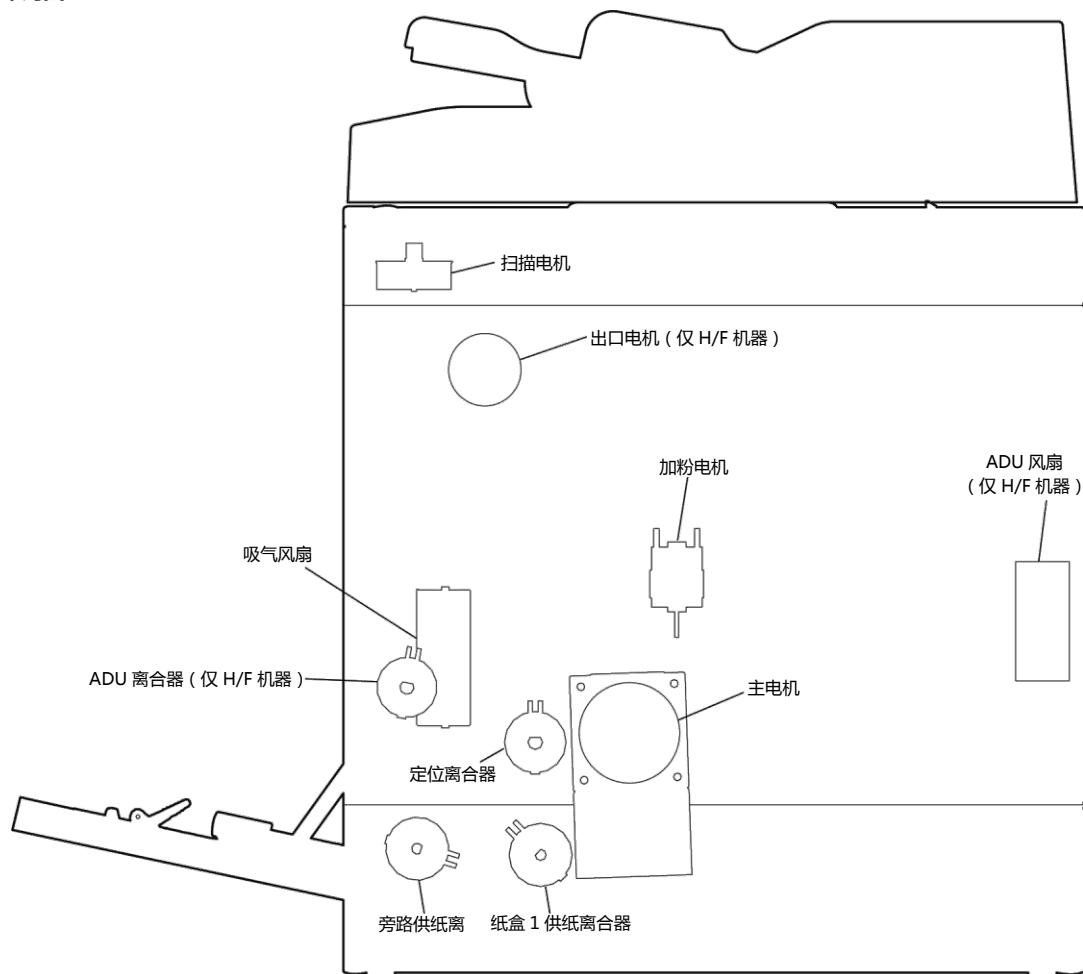 扫描电机
出口电机（仅 H/F 机器）
加粉电机
ADU 风扇
（仅 H/F 机器）
吸气风扇
ADU 离合器（仅 H/F 机器）
主电机
定位离合器
旁路供纸离
纸盒 1 供纸离合器